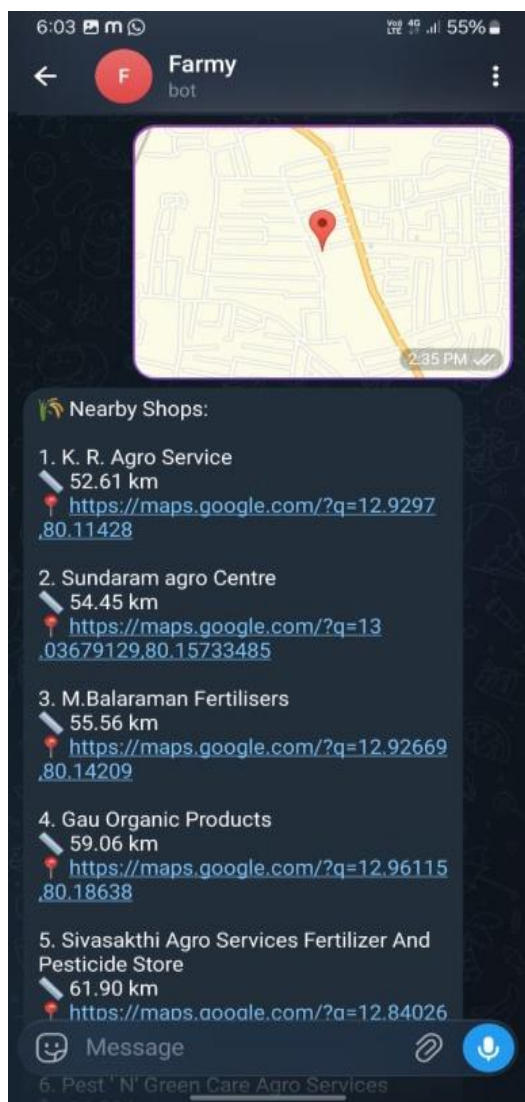 6:03 m Vo) 4G LTE 55%
F Farmy
bot
2:35 PM
Nearby Shops:
1. K. R. Agro Service
52.61 km
https://maps.google.com/?q=12.9297
,80.11428
2. Sundaram agro Centre
54.45 km
https://maps.google.com/?q=13
.03679129,80.15733485
3. M.Balaraman Fertilisers
55.56 km
https://maps.google.com/?q=12.92669
,80.14209
4. Gau Organic Products
59.06 km
https://maps.google.com/?q=12.96115
,80.18638
5. Sivasakthi Agro Services Fertilizer And
Pesticide Store
61.90 km
https://maps.google.com/?q=12.84026
Message
6. Pest ' N' Green Care Agro Services